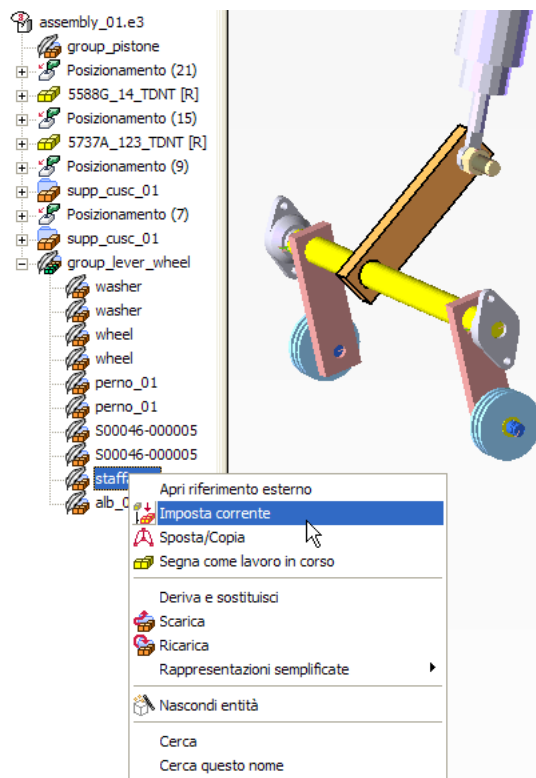 assembly_01.e3
group_pistone
Posizionamento (21)
5588G_14_TDNT [R]
Posizionamento (15)
5737A_123_TDNT [R]
Posizionamento (9)
supp_cusc_01
Posizionamento (7)
supp_cusc_01
group_lever_wheel
washer
washer
wheel
wheel
perno_01
perno_01
S00046-000005
S00046-000005
Apri riferimento esterno
Imposta corrente
Sposta/Copia
Segna come lavoro in corso
Deriva e sostituisci
Scarica
Ricarica
Rappresentazioni semplificate
Nascondi entità
Cerca
Cerca questo nome